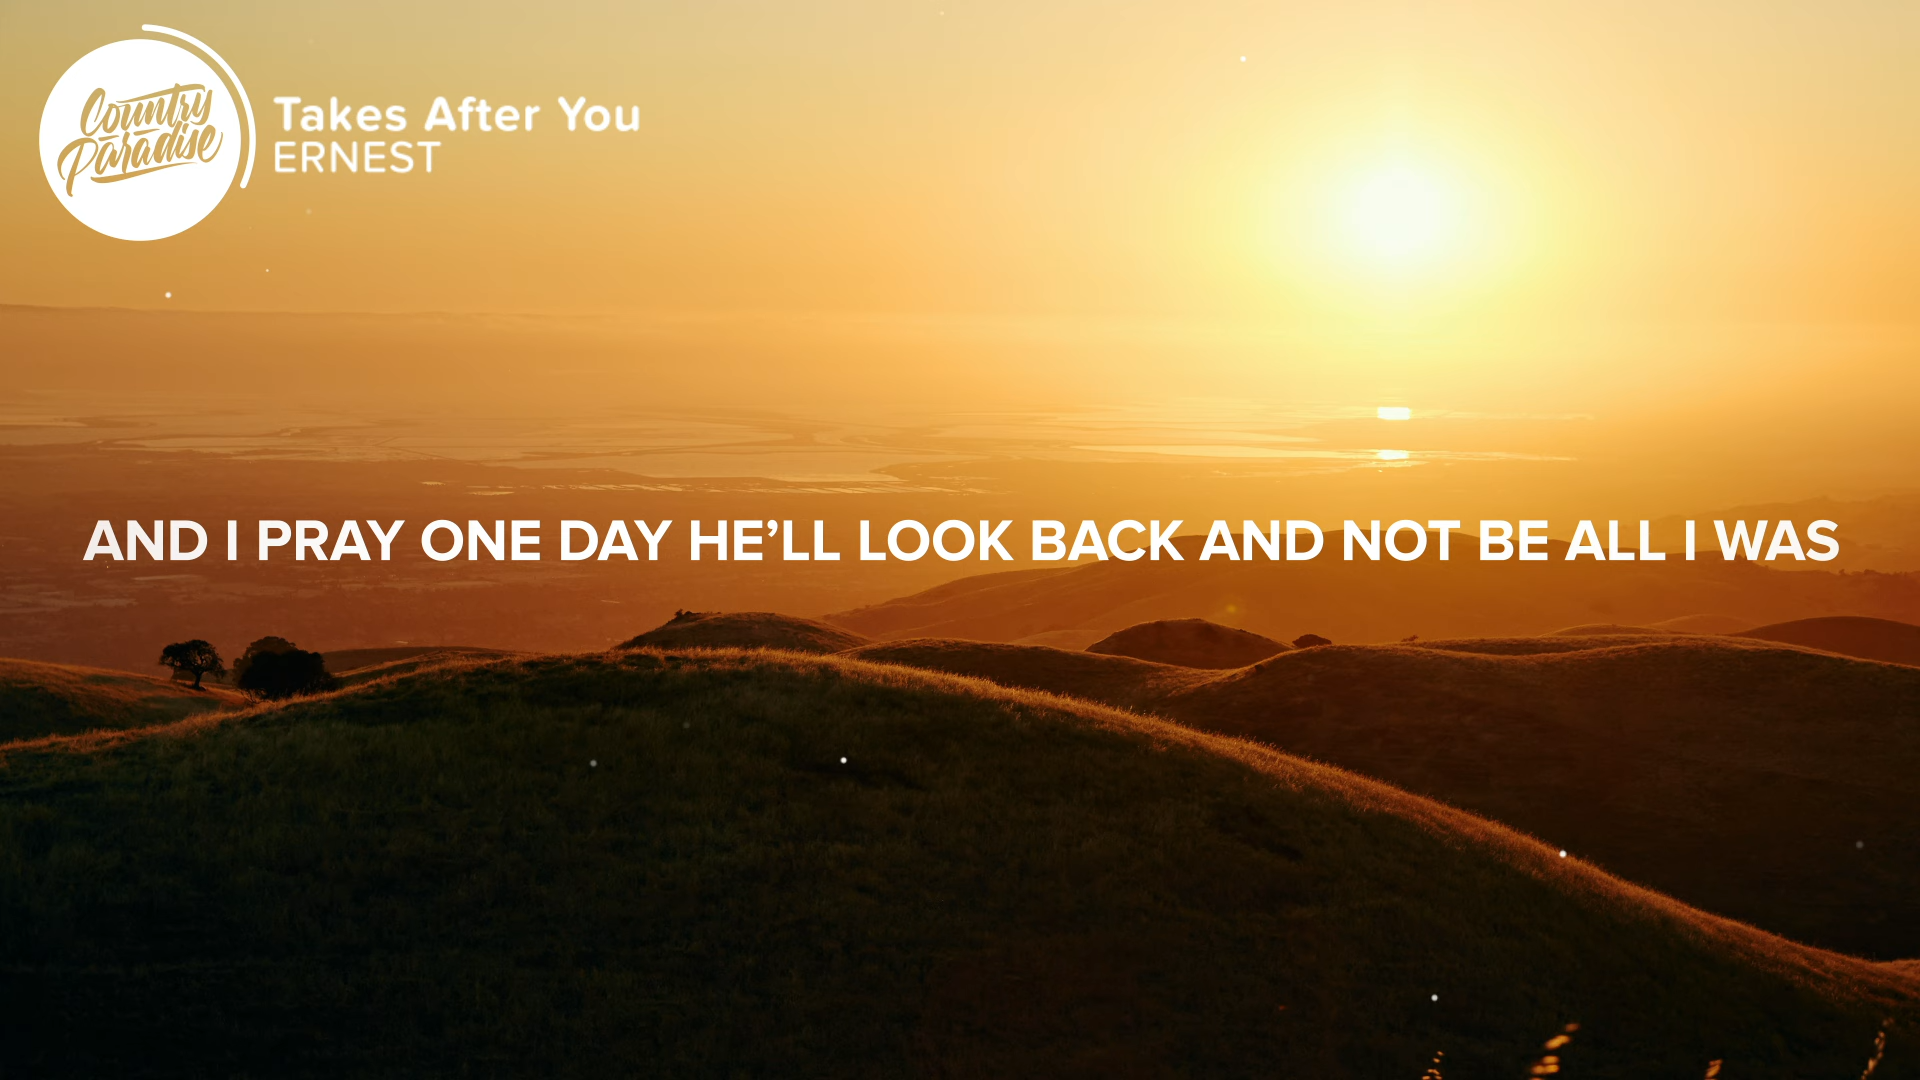 Country
Paradise
Takes After You
ERNEST
AND I PRAY ONE DAY HE’LL LOOK BACK AND NOT BE ALL I WAS